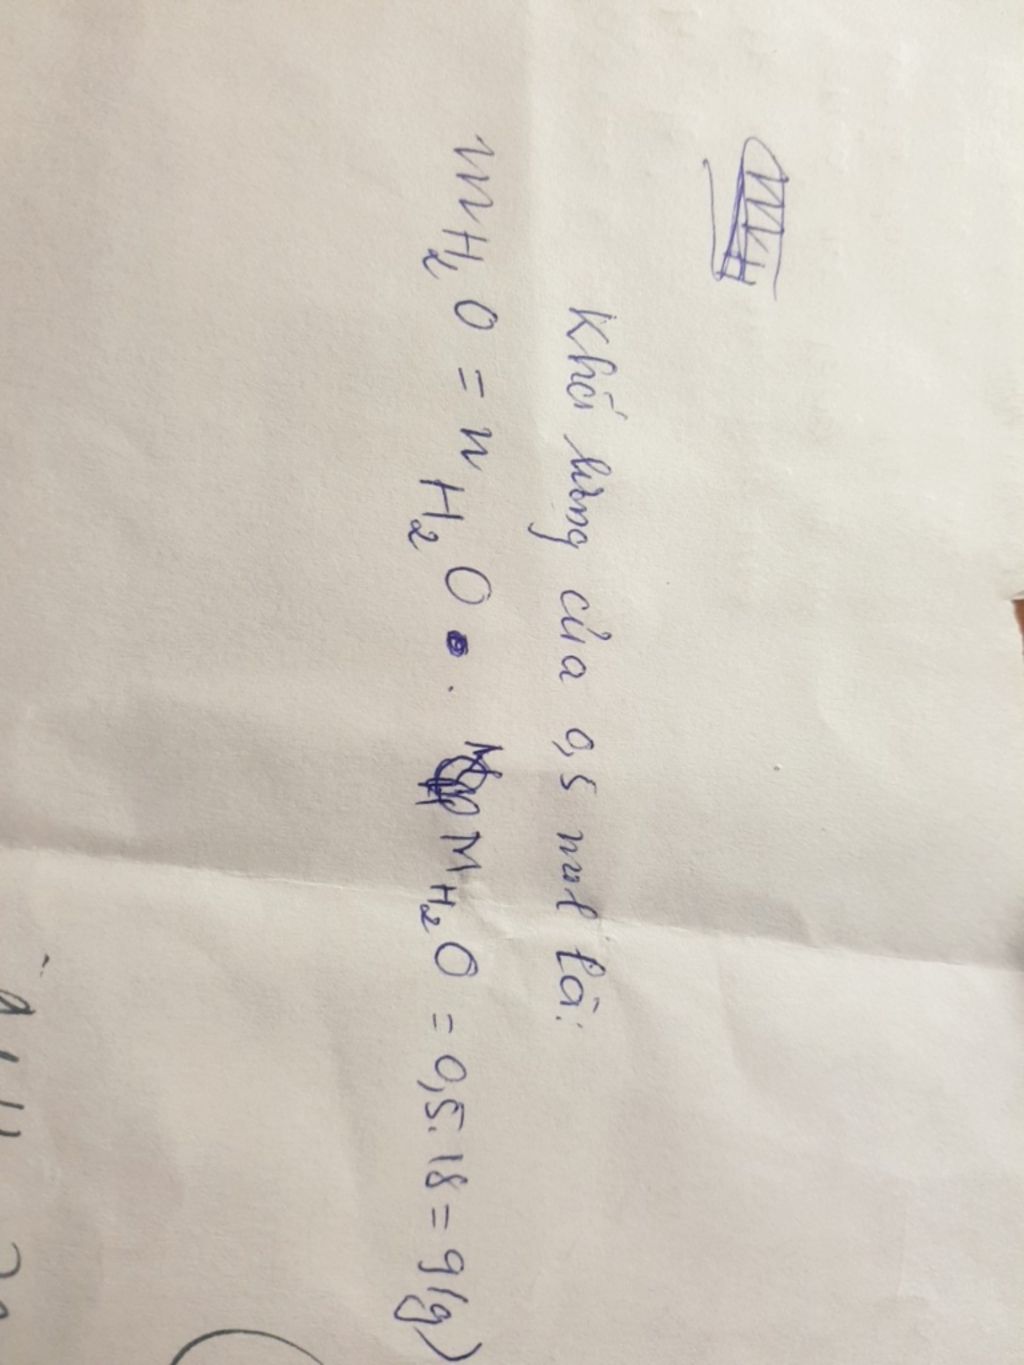 Khối lượng của 0,5 mol là:
mH2O = nH2O . MH2O = 0,5.18 = 9(g)